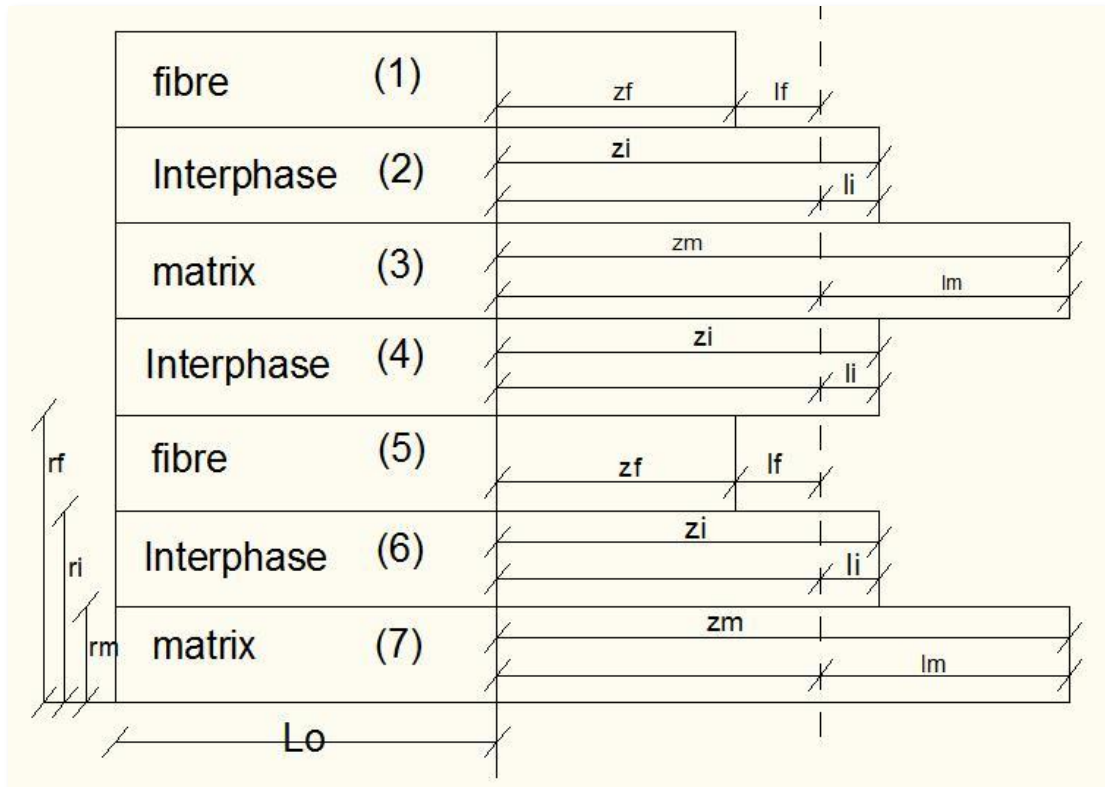 fibre (1) zf lf
Interphase (2) zi
li
matrix (3) zm
lm
Interphase (4) zi
li
fibre (5) zf lf
rf
Interphase (6) zi
li
ri
matrix (7) zm
rm
lm
Lo